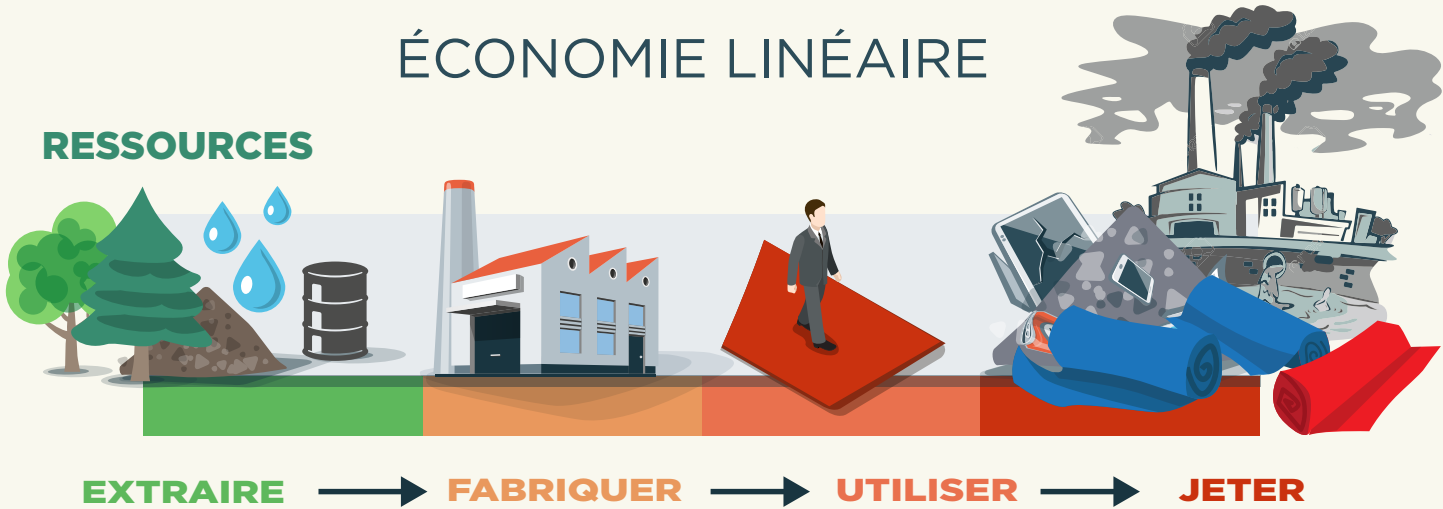 ÉCONOMIE LINÉAIRE
RESSOURCES
EXTRAIRE → FABRIQUER → UTILISER → JETER